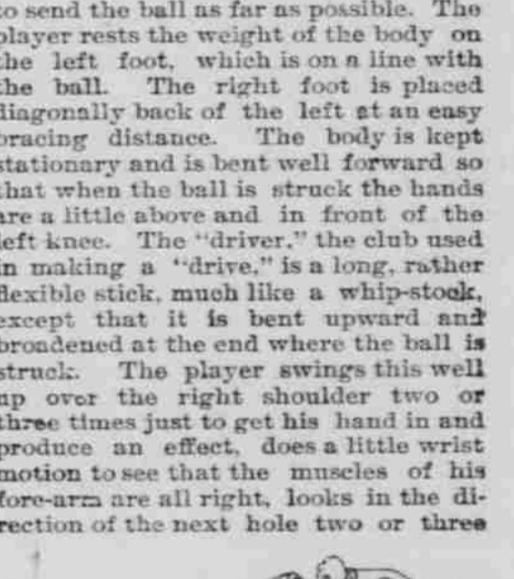 to send the ball as far as possible. The
player rests the weight of the body on
the left foot, which is on a line with
the ball. The right foot is placed
diagonally back of the left at an easy
bracing distance. The body is kept
stationary and is bent well forward so
that when the ball is struck the hands
are a little above and in front of the
left knee. The "driver," the club used
in making a "drive," is a long, rather
flexible stick, much like a whip-stock,
except that it is bent upward and
broadened at the end where the ball is
struck. The player swings this well
up over the right shoulder two or
three times just to get his hand in and
produce an effect, does a little wrist
motion to see that the muscles of his
fore-arm are all right, looks in the di-
rection of the next hole two or three